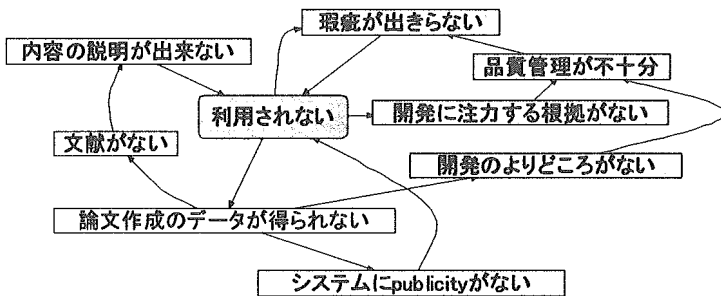 瑕疵が出きらない
内容の説明が出来ない
品質管理が不十分
利用されない
開発に注力する根拠がない
文献がない
開発のよりどころがない
論文作成のデータが得られない
システムにpublicityがない